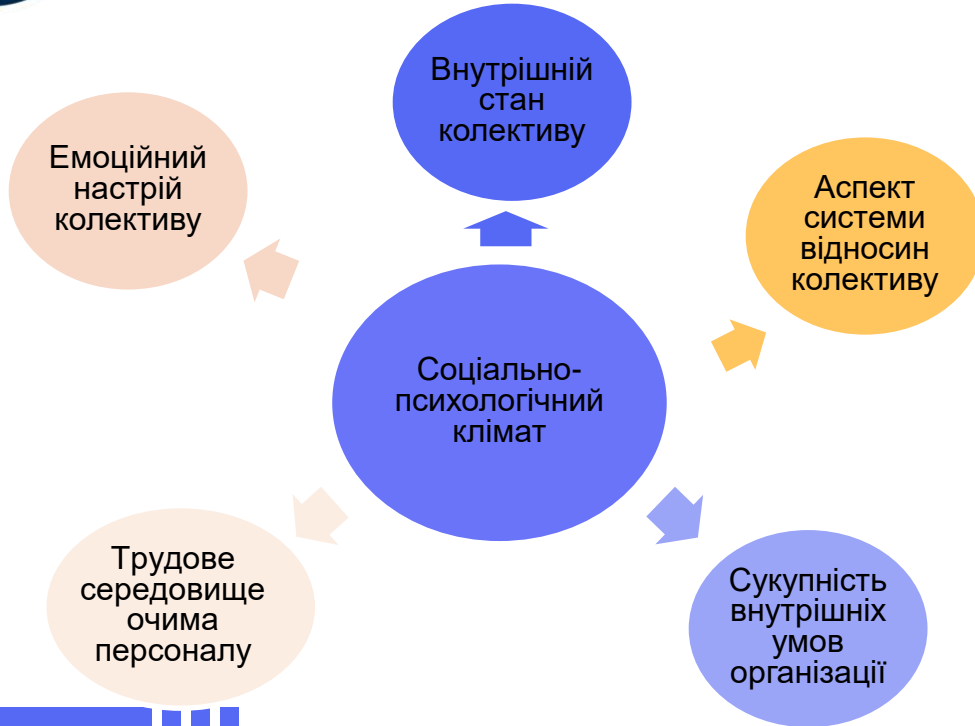 Внутрішній
стан
колективу
Емоційний
настрій
колективу
Аспект
системи
відносин
колективу
Соціально-
психологічний
клімат
Трудове
середовище
очима
персоналу
Сукупність
внутрішніх
умов
організації